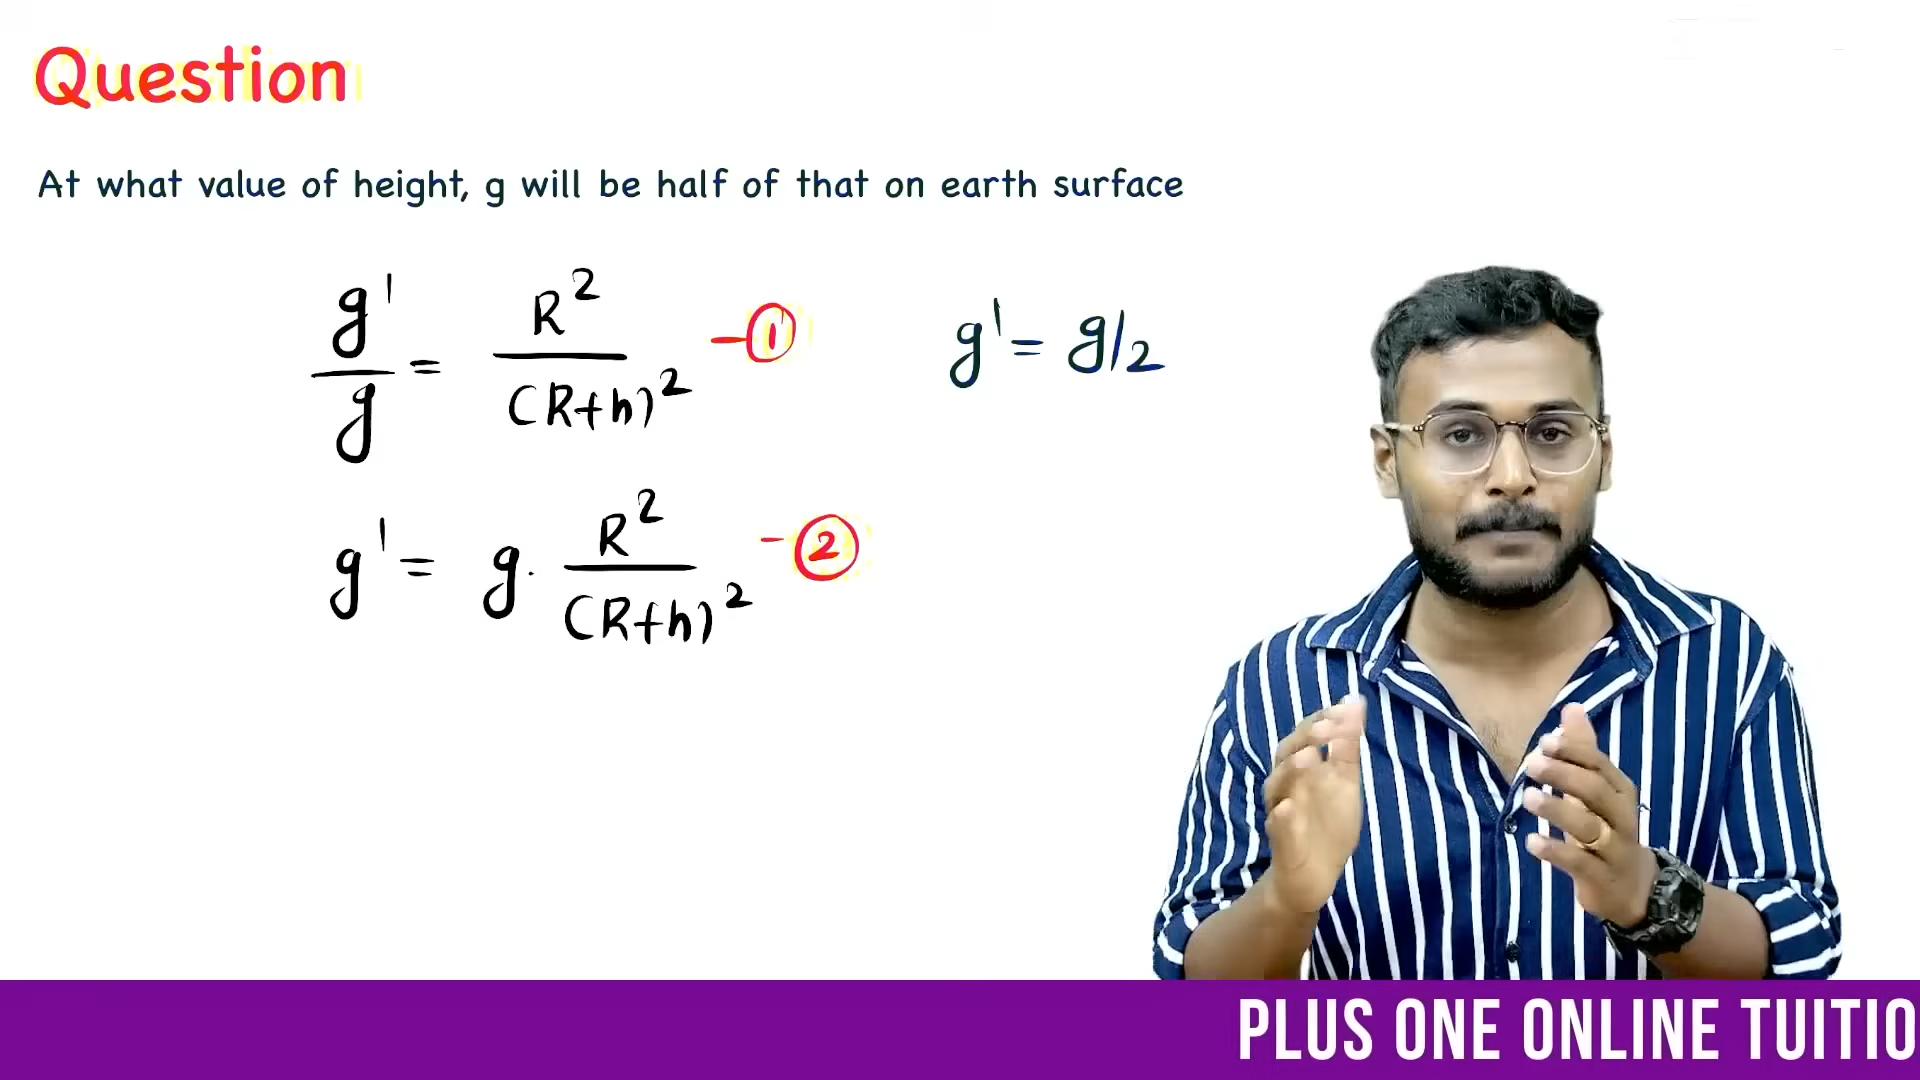 Question
At what value of height, g will be half of that on earth surface
g'/g = R²/(R+h)² -①
g' = g/2
g' = g. R²/(R+h)² -②
PLUS ONE ONLINE TUITIO